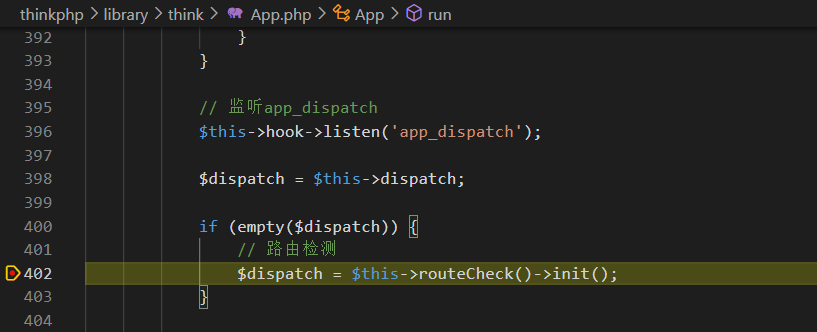 thinkphp > library > think > App.php > App > run
392 }
393 }
394
395 // 监听app_dispatch
396 $this->hook->listen('app_dispatch');
397
398 $dispatch = $this->dispatch;
399
400 if (empty($dispatch)) {
401 // 路由检测
402 $dispatch = $this->routeCheck()->init();
403 }
404